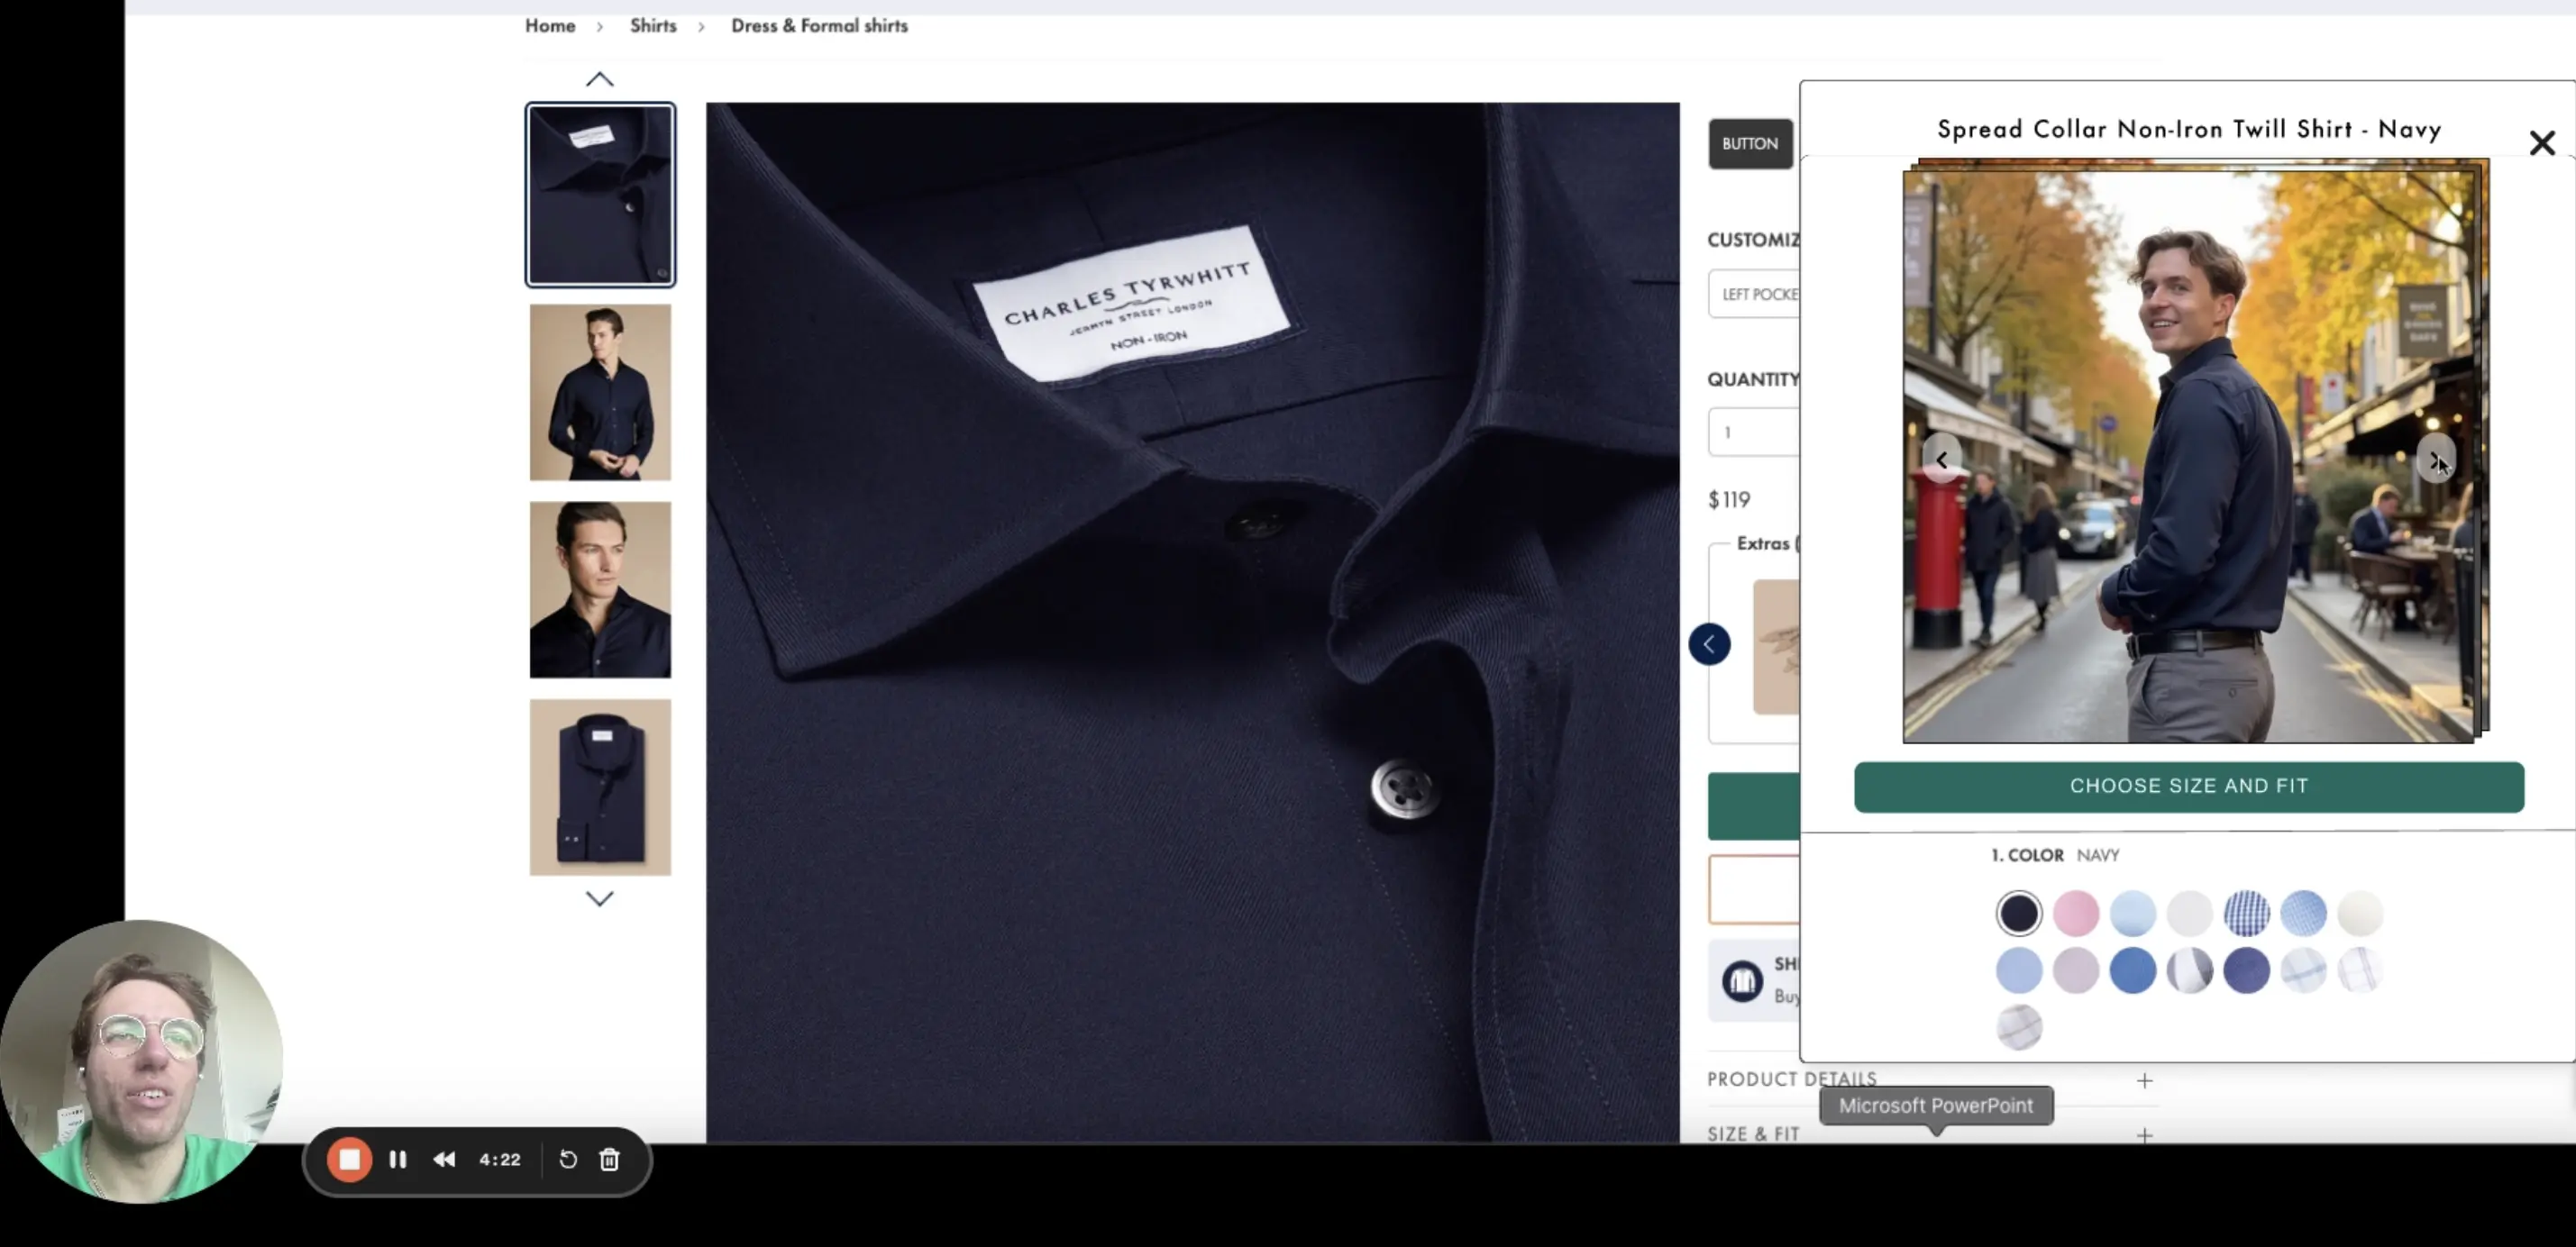 Home > Shirts > Dress & Formal shirts
CHARLES TYRWHITT
JERMYN STREET LONDON
NON-IRON
BUTTON
CUSTOMIZ
LEFT POCKE
QUANTITY
1
$119
Extras (
SHI
Buy
PRODUCT DETAILS +
SIZE & FIT +
Spread Collar Non-Iron Twill Shirt - Navy
CHOOSE SIZE AND FIT
1. COLOR NAVY
Microsoft PowerPoint
4:22